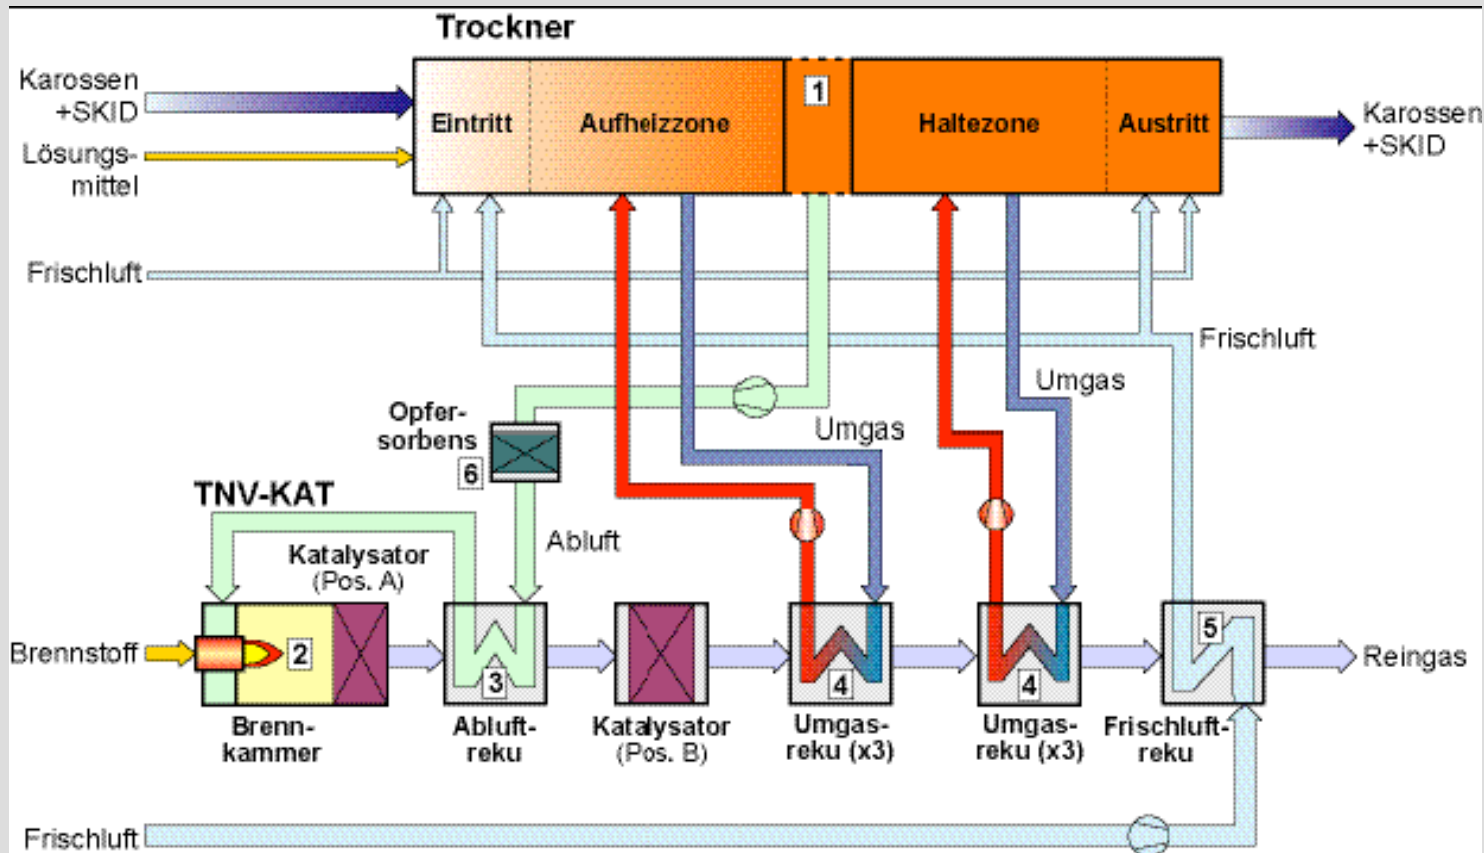 Trockner
Karossen
+SKID
Lösungs-
mittel
Eintritt
Aufheizzone
1
Haltezone
Austritt
Karossen
+SKID
Frischluft
Frischluft
Umgas
Opfer-
sorbens
6
Umgas
TNV-KAT
Abluft
Katalysator
(Pos. A)
Brennstoff
2
3
4
4
5
Reingas
Brenn-
kammer
Abluft-
reku
Katalysator
(Pos. B)
Umgas-
reku (x3)
Umgas-
reku (x3)
Frischluft-
reku
Frischluft